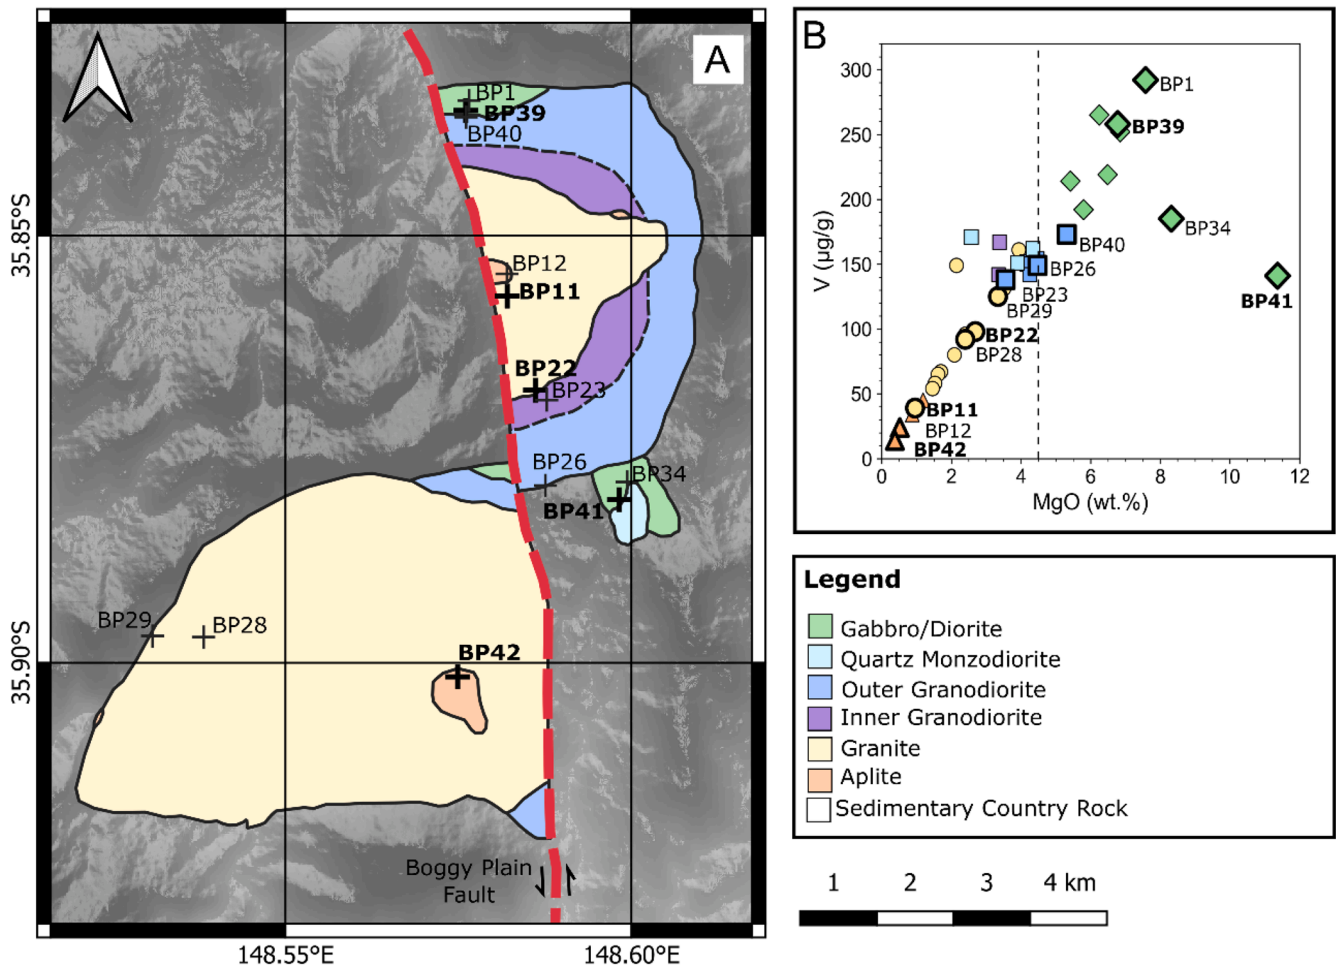 A
BP1
BP39
BP40
BP12
BP11
BP22
BP23
BP26
BP34
BP41
BP29
BP28
BP42
Boggy Plain
Fault
35.85°S
35.90°S
148.55°E
148.60°E
B
300
250
200
150
100
50
0
V (µg/g)
BP1
BP39
BP34
BP40
BP26
BP41
BP23
BP29
BP22
BP28
BP11
BP12
BP42
0 2 4 6 8 10 12
MgO (wt.%)
Legend
Gabbro/Diorite
Quartz Monzodiorite
Outer Granodiorite
Inner Granodiorite
Granite
Aplite
Sedimentary Country Rock
1 2 3 4 km